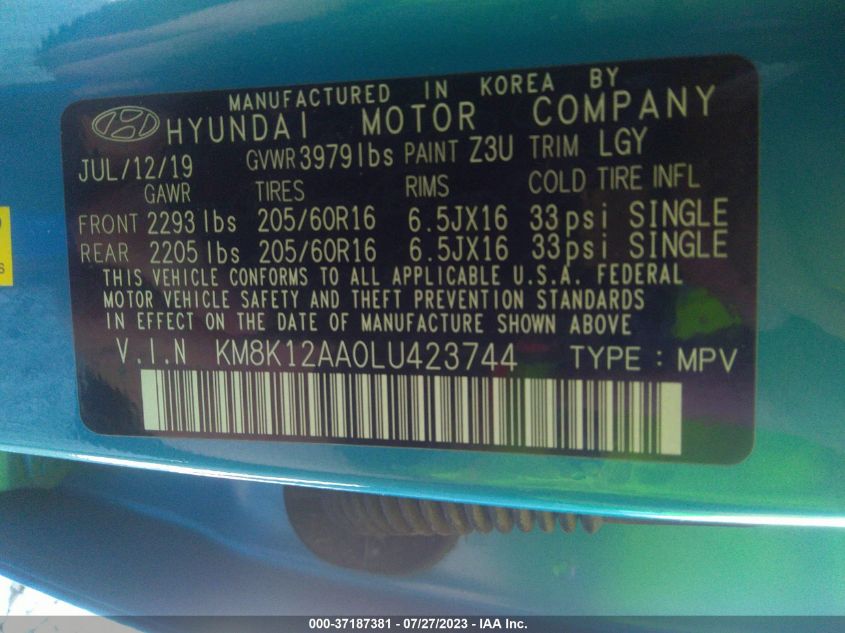 MANUFACTURED IN KOREA BY
HYUNDAI MOTOR COMPANY
JUL/12/19 GVWR 3979lbs PAINT Z3U TRIM LGY
GAWR TIRES RIMS COLD TIRE INFL
FRONT 2293 lbs 205/60R16 6.5JX16 33psi SINGLE
REAR 2205 lbs 205/60R16 6.5JX16 33psi SINGLE
THIS VEHICLE CONFORMS TO ALL APPLICABLE U.S.A. FEDERAL
MOTOR VEHICLE SAFETY AND THEFT PREVENTION STANDARDS
IN EFFECT ON THE DATE OF MANUFACTURE SHOWN ABOVE.
V.I.N KM8K12AA0LU423744 TYPE : MPV
000-37187381 - 07/27/2023 - IAA Inc.